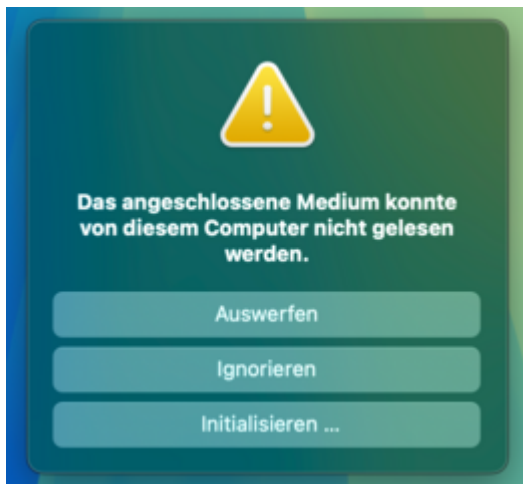 Das angeschlossene Medium konnte
von diesem Computer nicht gelesen
werden.
Auswerfen
Ignorieren
Initialisieren ...